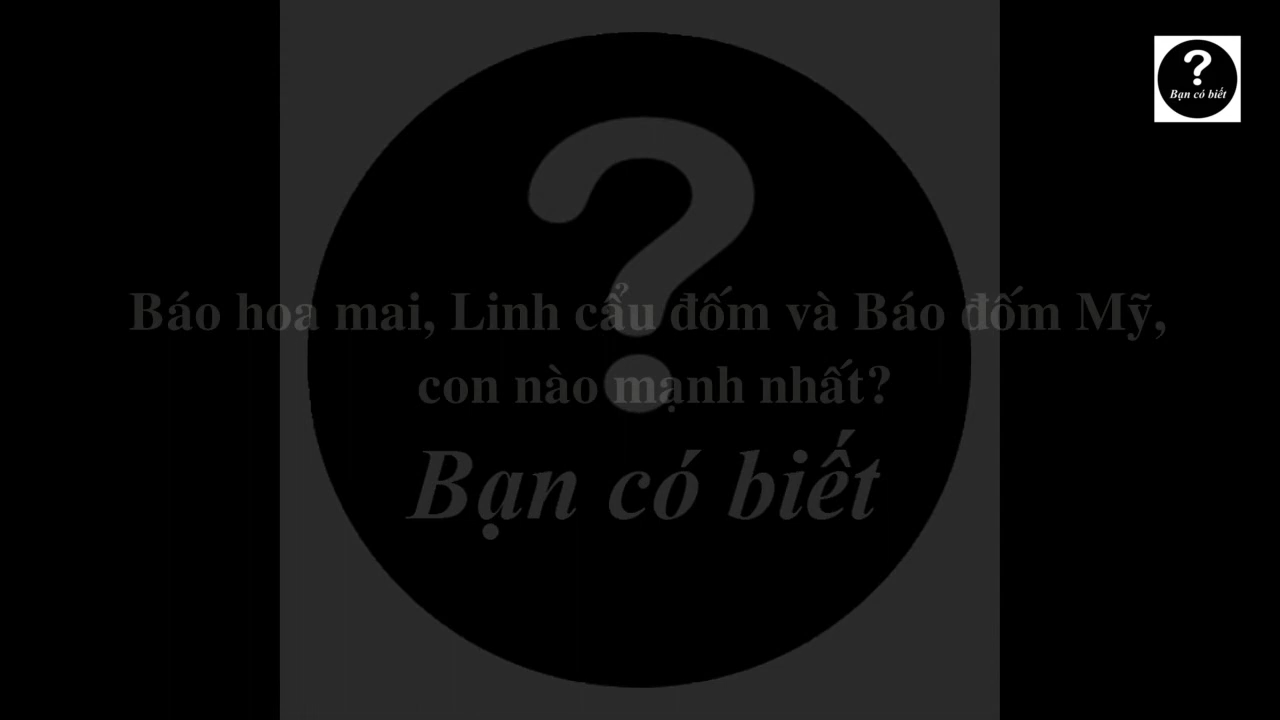 Bạn có biết
Báo hoa mai, Linh cẩu đốm và Báo đốm Mỹ,
con nào mạnh nhất?
Bạn có biết